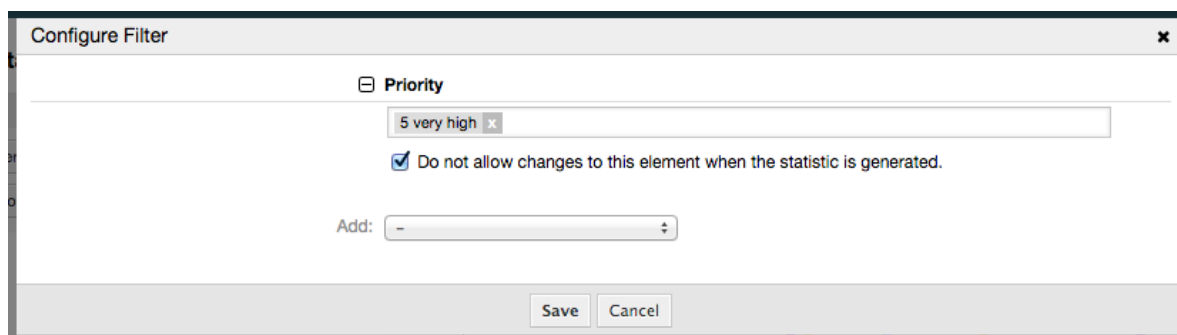 Configure Filter
Priority
5 very high x
Do not allow changes to this element when the statistic is generated.
Add: –
Save Cancel